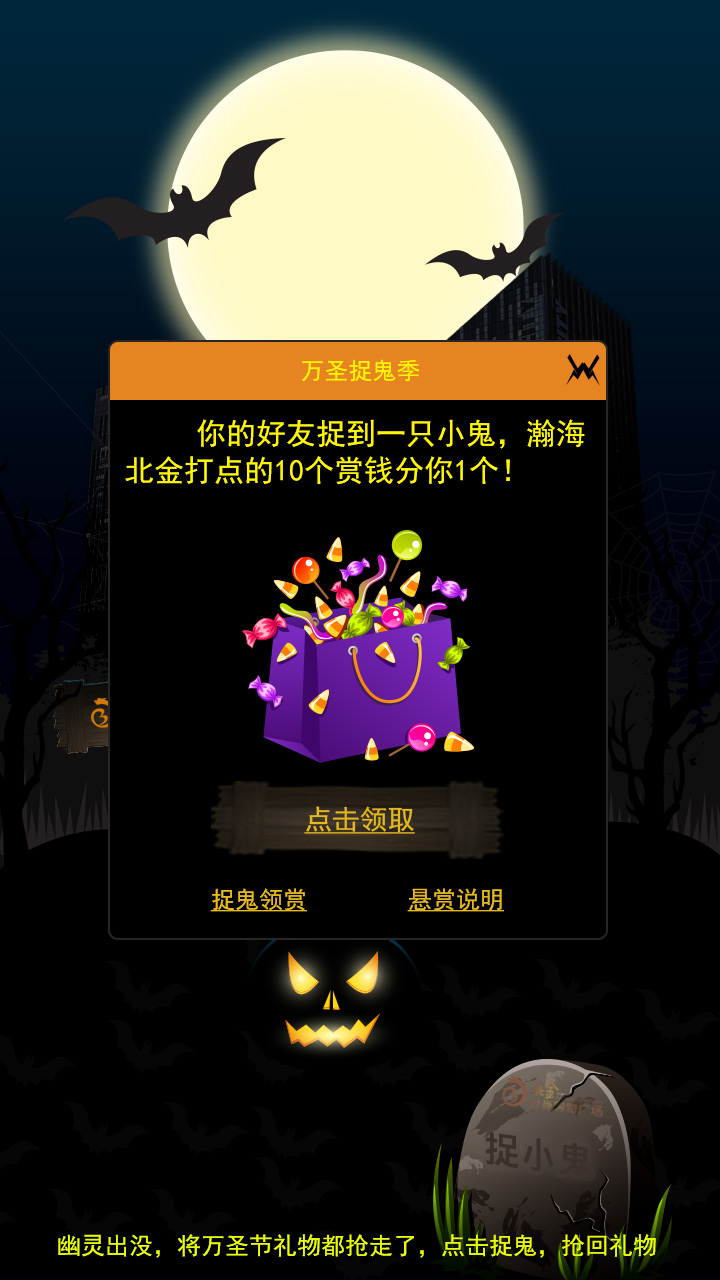 万圣捉鬼季
你的好友捉到一只小鬼，瀚海
北金打点的10个赏钱分你1个！
点击领取
捉鬼领赏
悬赏说明
捉小鬼
幽灵出没，将万圣节礼物都抢走了，点击捉鬼，抢回礼物